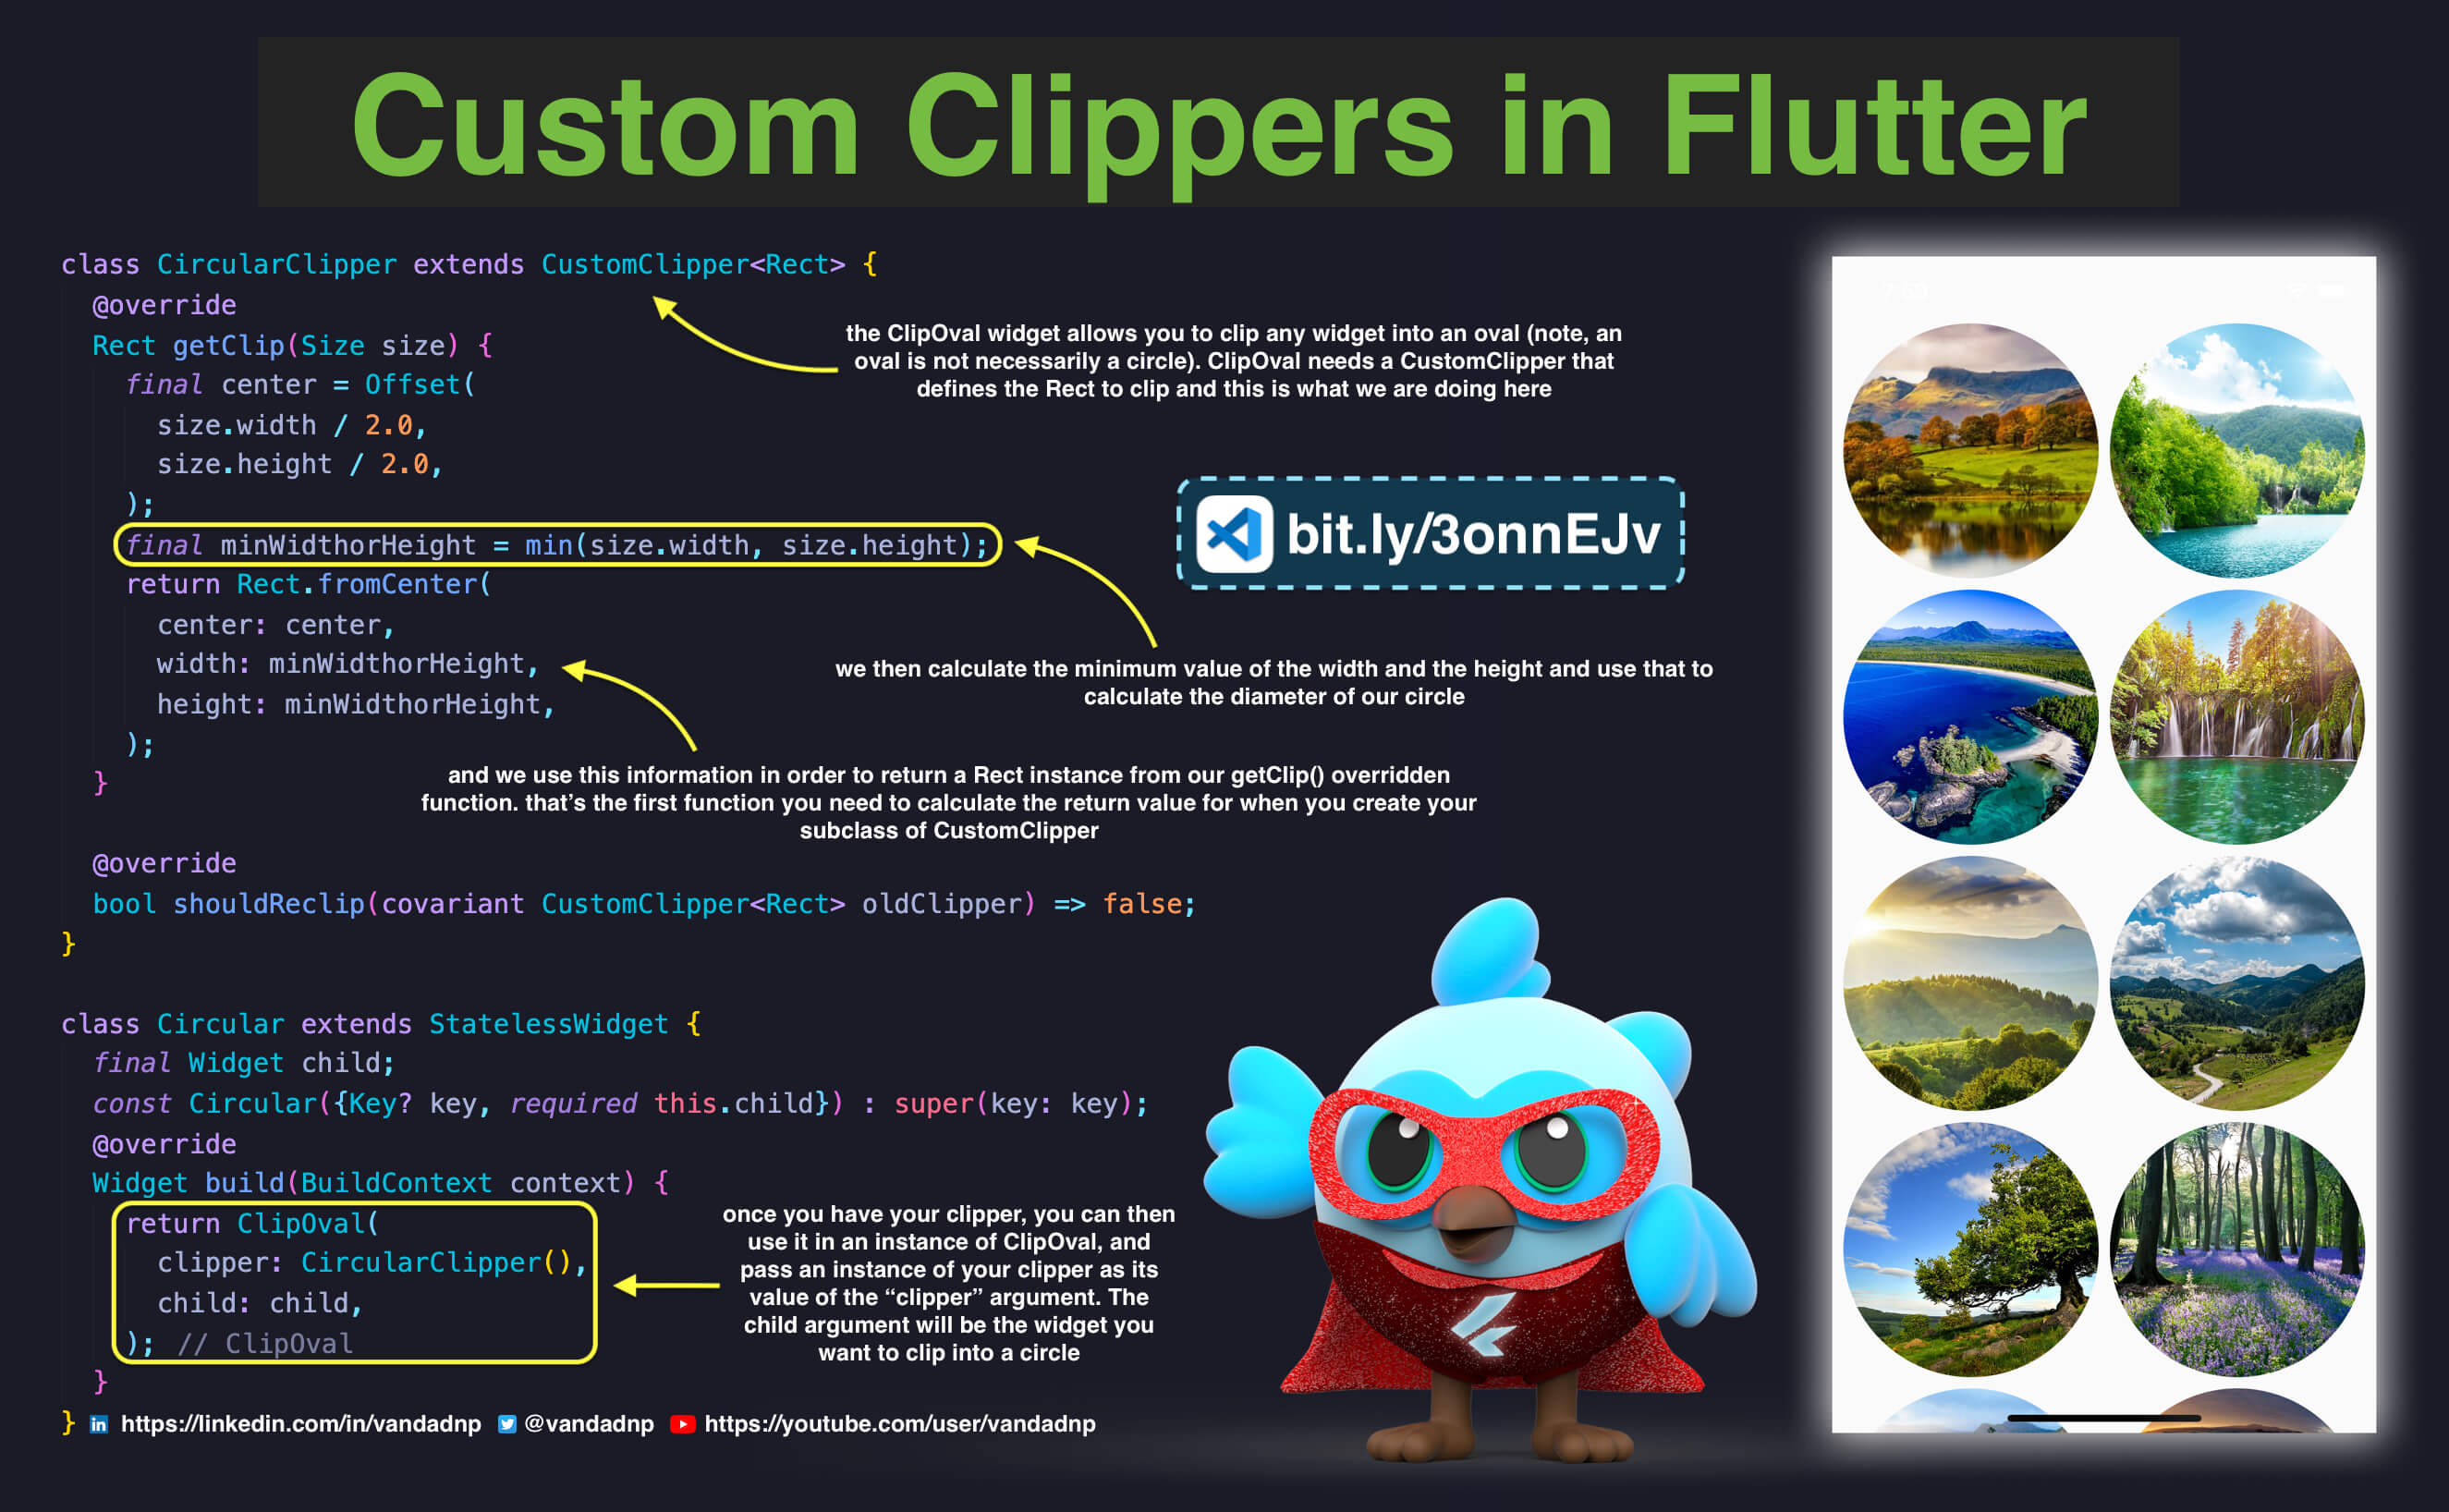 Custom Clippers in Flutter
class CircularClipper extends CustomClipper<Rect> {
@override
Rect getClip(Size size) {
final center = Offset(
size.width / 2.0,
size.height / 2.0,
);
final minWidthorHeight = min(size.width, size.height);
return Rect.fromCenter(
center: center,
width: minWidthorHeight,
height: minWidthorHeight,
);
}
@override
bool shouldReclip(covariant CustomClipper<Rect> oldClipper) => false;
}
the ClipOval widget allows you to clip any widget into an oval (note, an
oval is not necessarily a circle). ClipOval needs a CustomClipper that
defines the Rect to clip and this is what we are doing here
bit.ly/3onnEJv
we then calculate the minimum value of the width and the height and use that to
calculate the diameter of our circle
and we use this information in order to return a Rect instance from our getClip() overridden
function. that’s the first function you need to calculate the return value for when you create your
subclass of CustomClipper
class Circular extends StatelessWidget {
final Widget child;
const Circular({Key? key, required this.child}) : super(key: key);
@override
Widget build(BuildContext context) {
return ClipOval(
clipper: CircularClipper(),
child: child,
); // ClipOval
}
}
once you have your clipper, you can then
use it in an instance of ClipOval, and
pass an instance of your clipper as its
value of the “clipper” argument. The
child argument will be the widget you
want to clip into a circle
in https://linkedin.com/in/vandadnp @vandadnp https://youtube.com/user/vandadnp